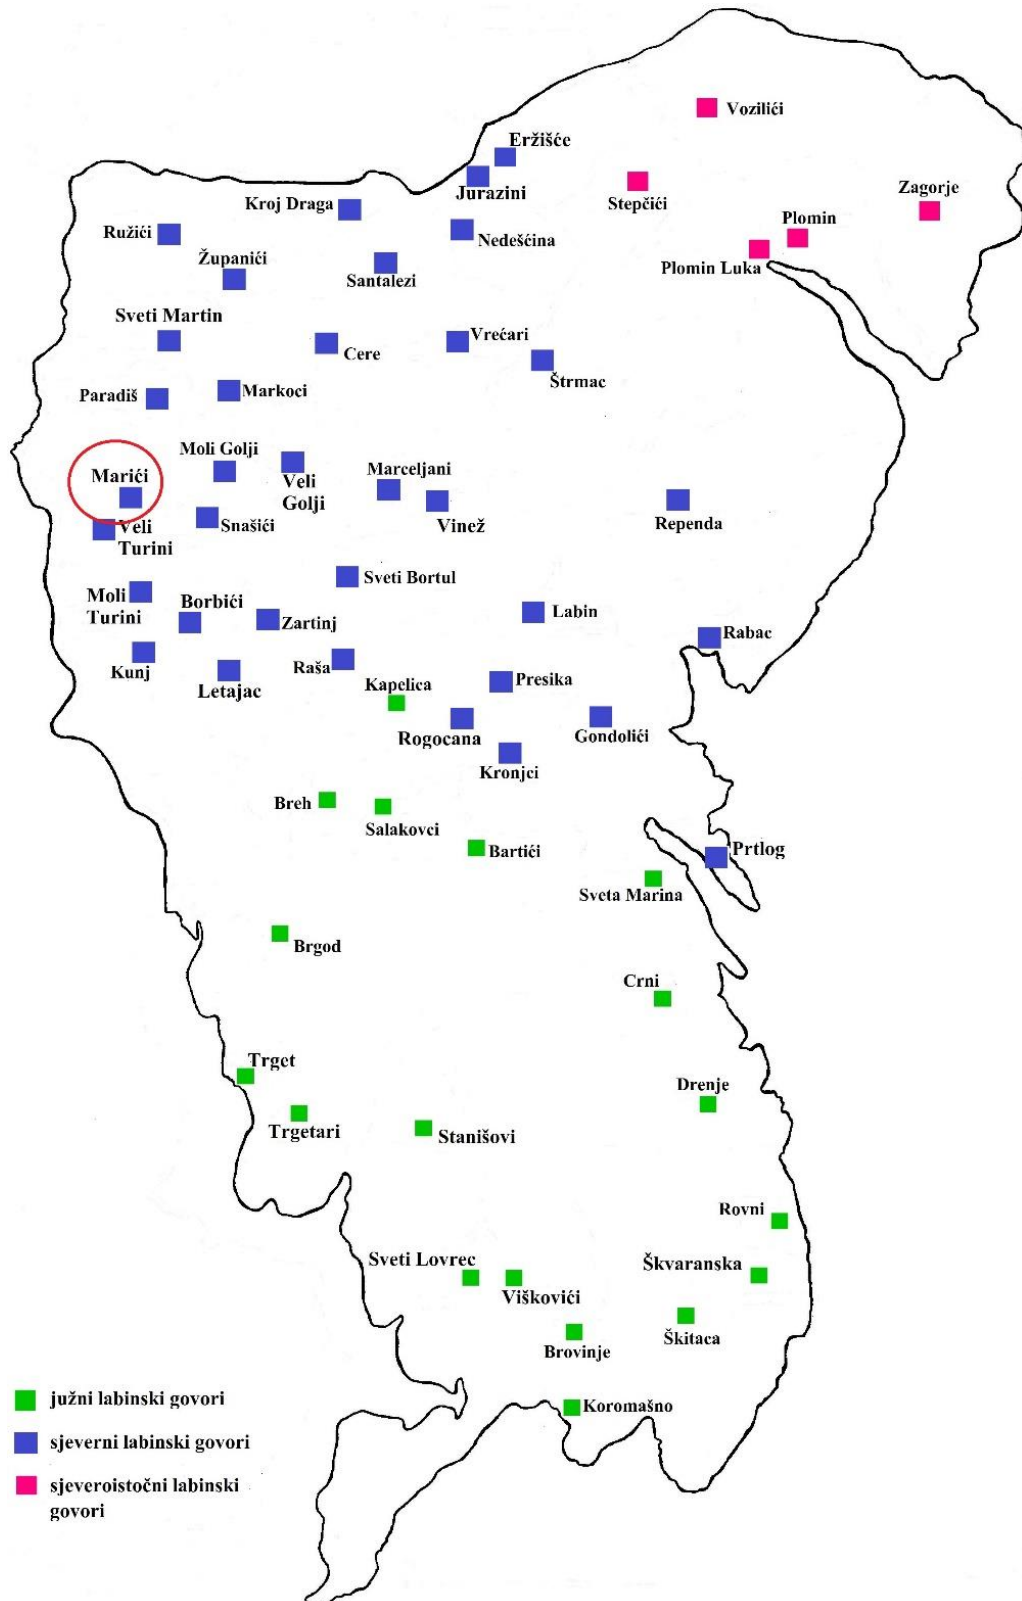 Vozilići
Eržišće
Jurazini
Stepčići
Zagorje
Kroj Draga
Plomin
Ružići
Nedešćina
Županići
Santalezi
Plomin Luka
Sveti Martin
Vrećari
Cere
Štrmac
Paradiš
Markoci
Moli Golji
Marići
Veli
Golji
Marceljani
Vinež
Rependa
Snašići
Veli
Turini
Sveti Bortul
Moli
Turini
Borbići
Zartinj
Labin
Rabac
Kunj
Letajac
Raša
Kapelica
Presika
Rogocana
Gondolići
Kronjci
Breh
Salakovci
Bartići
Prtlog
Sveta Marina
Brgod
Crni
Trget
Drenje
Trgetari
Stanišovi
Rovni
Sveti Lovrec
Škvaranska
Viškovići
Brovinje
Škitaca
Koromašno
južni labinski govori
sjeverni labinski govori
sjeveroistočni labinski
govori